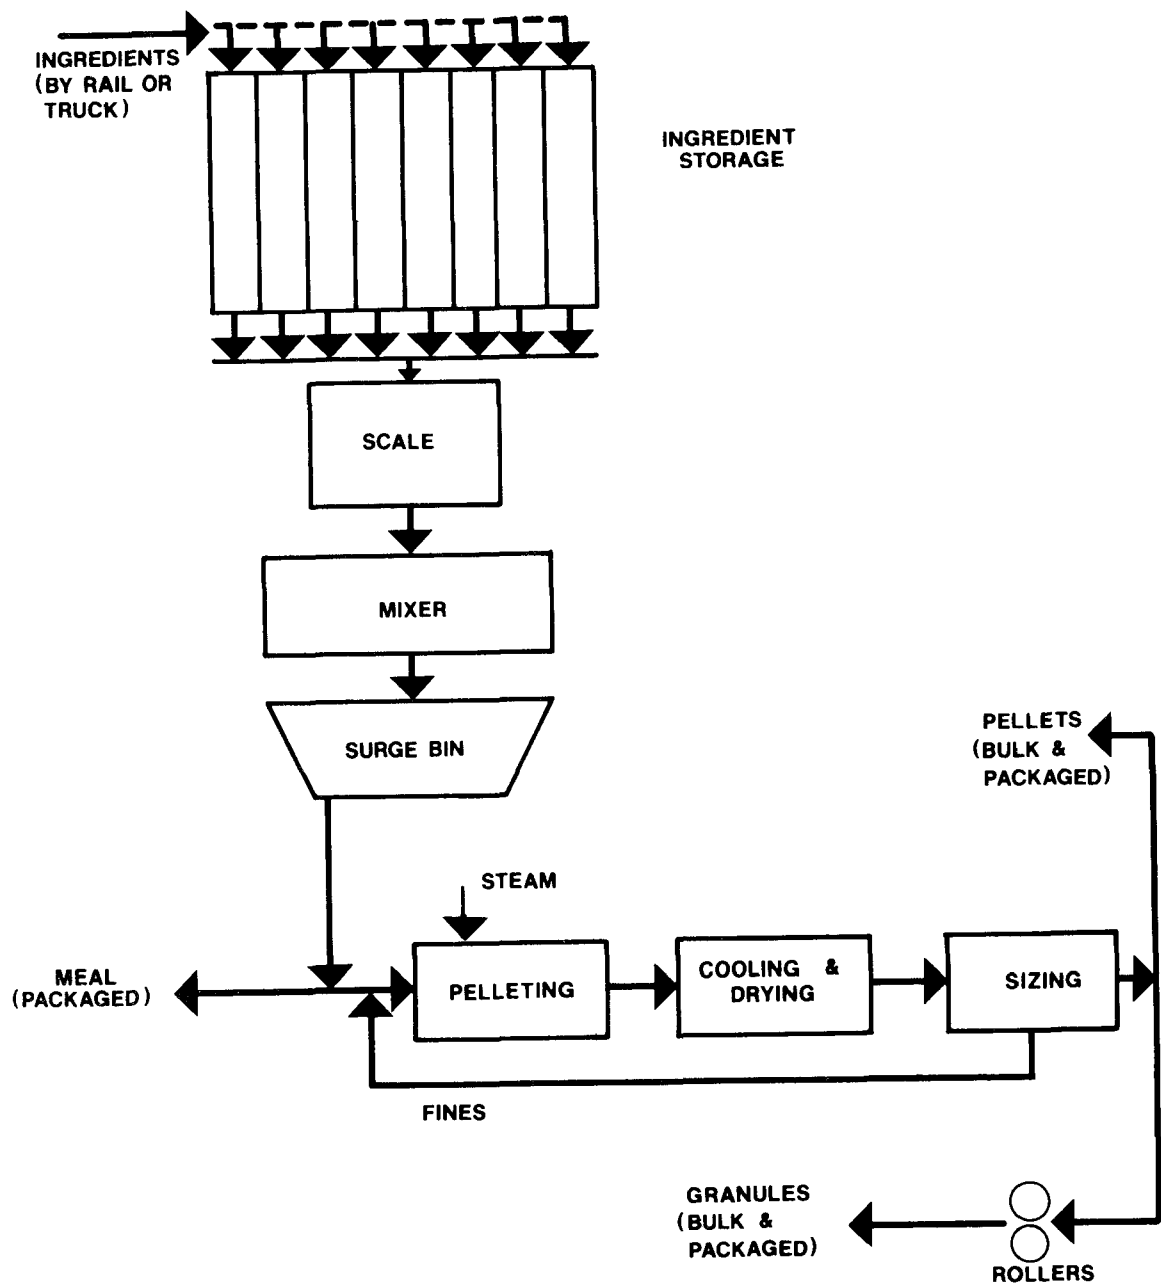 INGREDIENTS
(BY RAIL OR
TRUCK)
INGREDIENT
STORAGE
SCALE
MIXER
SURGE BIN
PELLETS
(BULK &
PACKAGED)
STEAM
MEAL
(PACKAGED)
PELLETING
COOLING &
DRYING
SIZING
FINES
GRANULES
(BULK &
PACKAGED)
ROLLERS